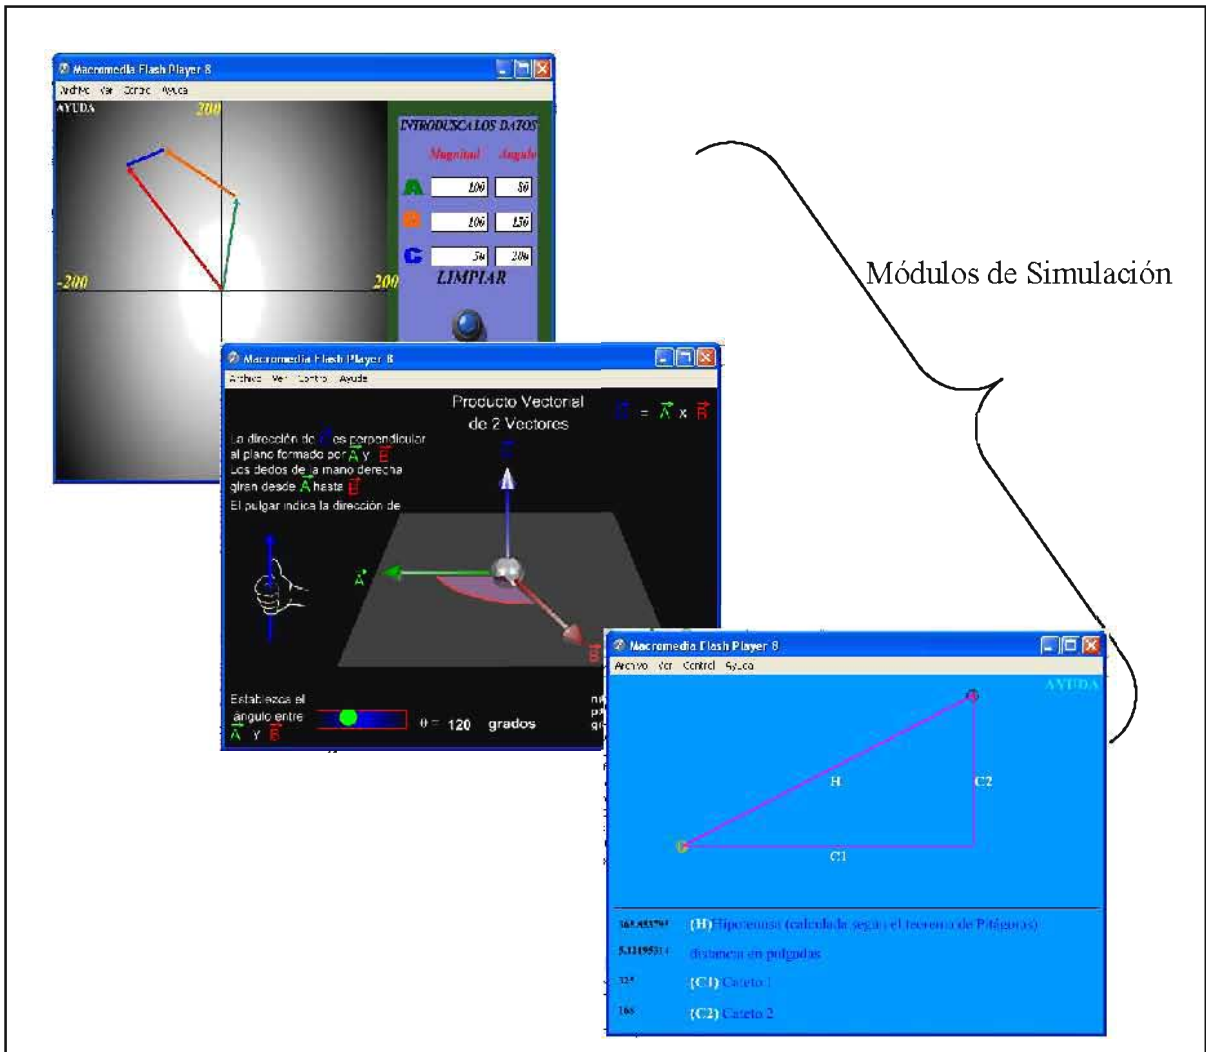 Macromedia Flash Player 8
Archivo Ver Control Ayuda
AYUDA
200
-200
200
INTRODUSCA LOS DATOS
Magnitud Angulo
A 100 80
B 100 150
C 50 200
LIMPIAR
Módulos de Simulación
Macromedia Flash Player 8
Archivo Ver Control Ayuda
Producto Vectorial
de 2 Vectores
C = A x B
La dirección de C es perpendicular
al plano formado por A y B
Los dedos de la mano derecha
giran desde A hasta B
El pulgar indica la dirección de
C
A
B
Establezca el
ángulo entre
A y B
θ = 120 grados
Macromedia Flash Player 8
Archivo Ver Control Ayuda
AYUDA
H
C2
C1
(H) Hipotenusa (calculada según el teorema de Pitágoras)
distancia en pulgadas
(C1) Cateto 1
168 (C2) Cateto 2